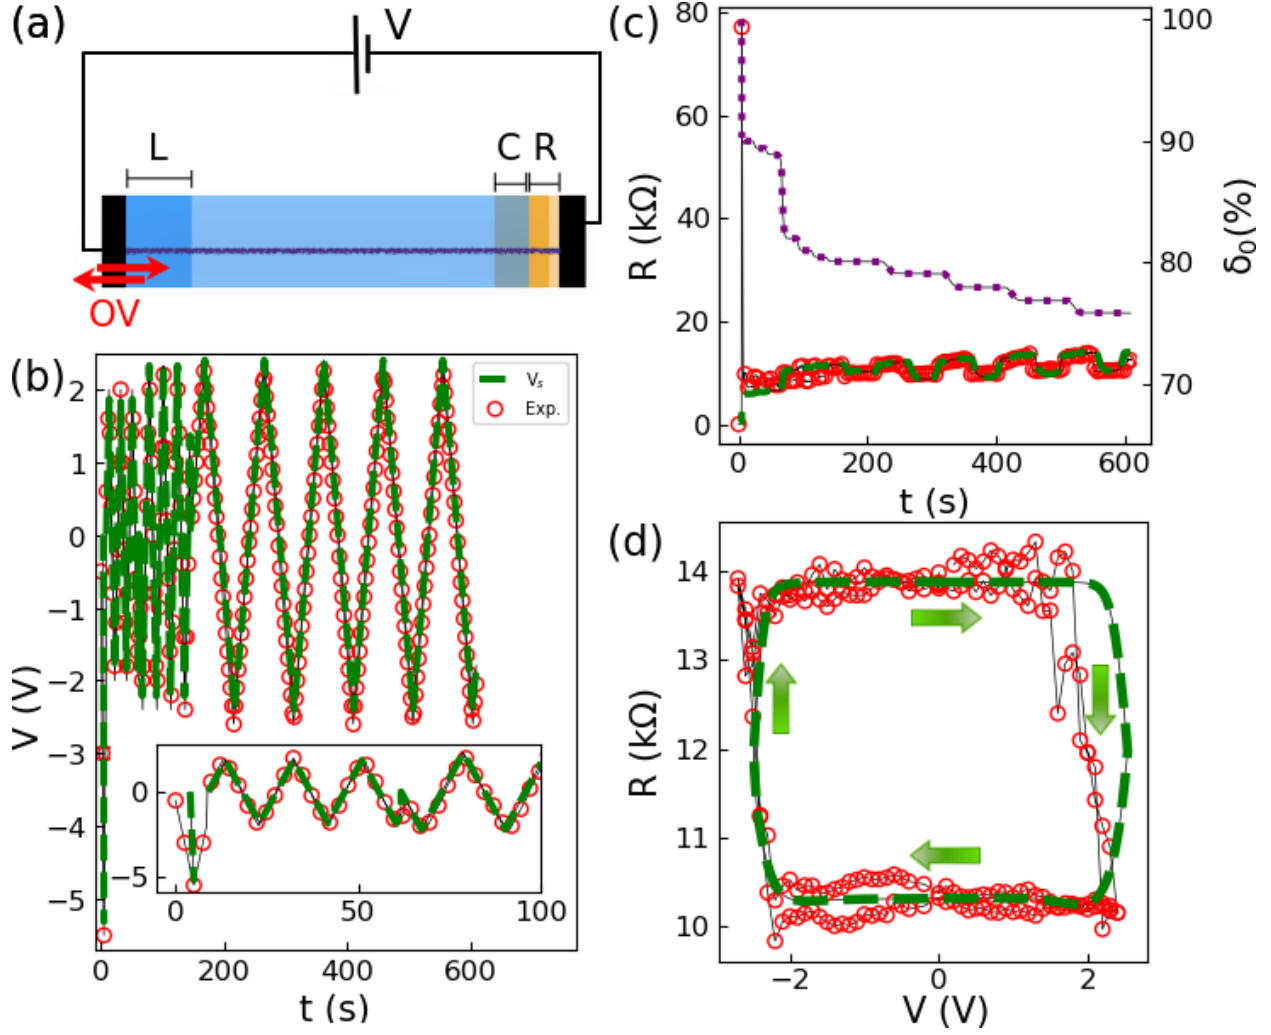 (a)
V
L
C
R
OV
(b)
V (V)
2
1
0
−1
−2
−3
−4
−5
0
200
400
600
t (s)
Vₛ
Exp.
0
−5
0
50
100
(c)
R (kΩ)
80
60
40
20
0
0
200
400
600
t (s)
100
90
80
70
δ₀(%)
(d)
R (kΩ)
14
13
12
11
10
−2
0
2
V (V)